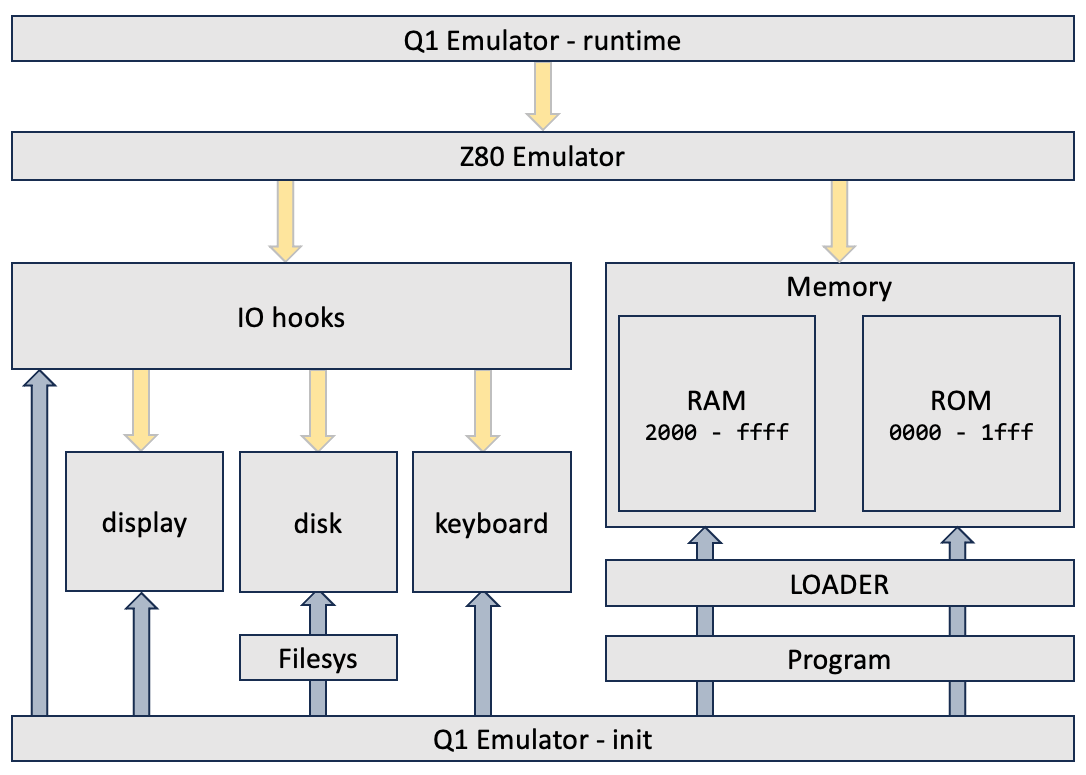 Q1 Emulator - runtime
Z80 Emulator
IO hooks
Memory
RAM
2000 - ffff
ROM
0000 - 1fff
display
disk
keyboard
LOADER
Filesys
Program
Q1 Emulator - init